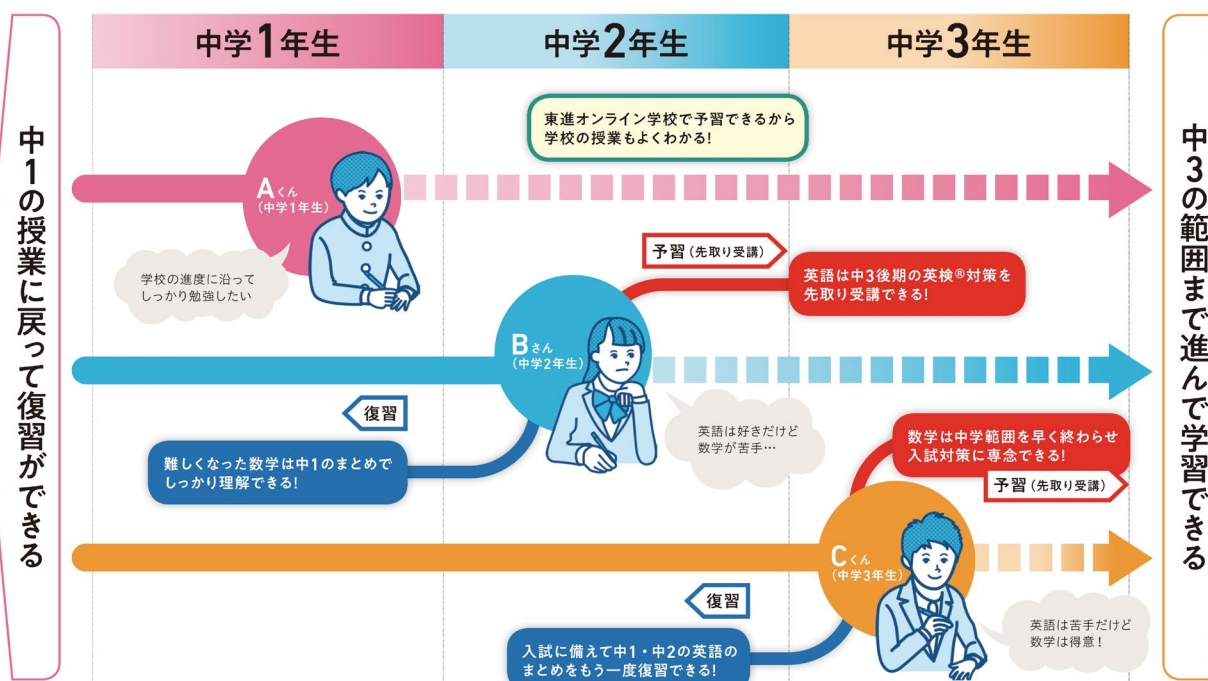 中学1年生
中学2年生
中学3年生
中1の授業に戻って復習ができる
中3の範囲まで進んで学習できる
東進オンライン学校で予習できるから
学校の授業もよくわかる!
Aくん
(中学1年生)
学校の進度に沿って
しっかり勉強したい
予習(先取り受講)
英語は中3後期の英検®対策を
先取り受講できる!
Bさん
(中学2年生)
復習
難しくなった数学は中1のまとめで
しっかり理解できる!
英語は好きだけど
数学が苦手…
数学は中学範囲を早く終わらせ
入試対策に専念できる!
予習(先取り受講)
Cくん
(中学3年生)
復習
入試に備えて中1・中2の英語の
まとめをもう一度復習できる!
英語は苦手だけど
数学は得意!